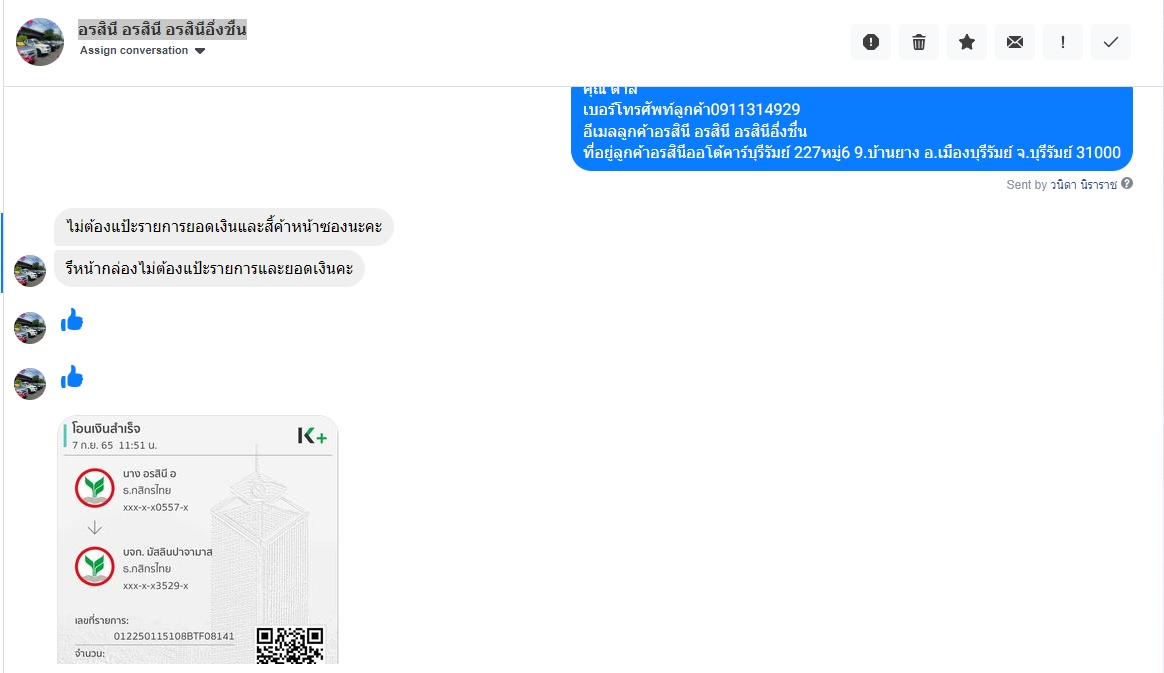 อรสินี อรสินี อรสินีอึ่งชื่น
Assign conversation
คุณ ตาล
เบอร์โทรศัพท์ลูกค้า0911314929
อีเมลลูกค้าอรสินี อรสินี อรสินีอึ่งชื่น
ที่อยู่ลูกค้าอรสินีออโต้คาร์บุรีรัมย์ 227หมู่6 9.บ้านยาง อ.เมืองบุรีรัมย์ จ.บุรีรัมย์ 31000
Sent by วนิดา นิราราช
ไม่ต้องแป๊ะรายการยอดเงินและสิ้ค้าหน้าซองนะคะ
รึหน้ากล่องไม่ต้องแป๊ะรายการและยอดเงินคะ
โอนเงินสำเร็จ
7 ก.ย. 65 11:51 น.
K+
นาง อรสินี อ
ธ.กสิกรไทย
xxx-x-x0557-x
บจก. มัสลินปาจามาส
ธ.กสิกรไทย
xxx-x-x3529-x
เลขที่รายการ:
012250115108BTF08141
จำนวน: